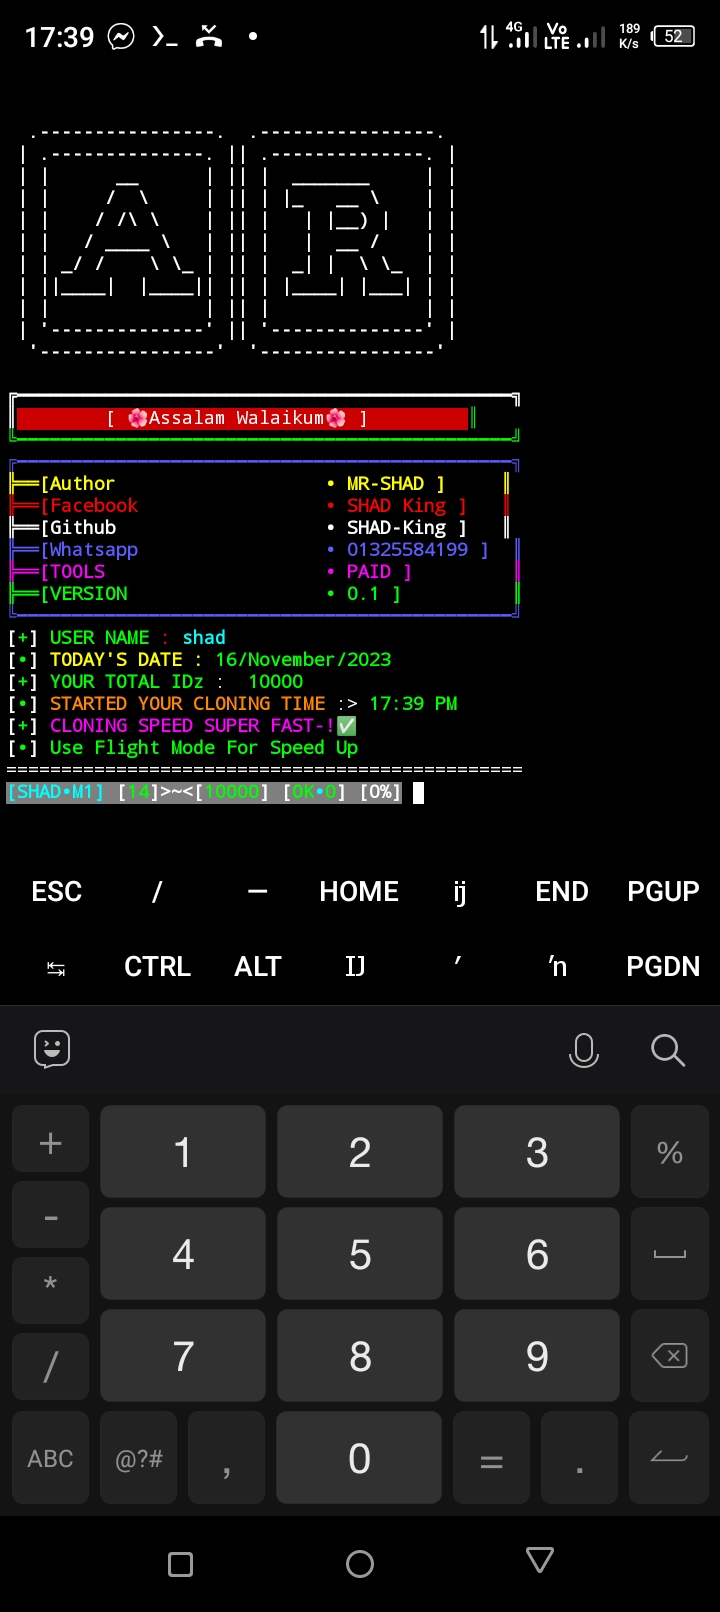 17:39 4G Vo LTE 189 K/s 52
AR
[ 🌺Assalam Walaikum🌺 ]
[Author • MR-SHAD ]
[Facebook • SHAD King ]
[Github • SHAD-King ]
[Whatsapp • 01325584199 ]
[TOOLS • PAID ]
[VERSION • 0.1 ]
[+] USER NAME : shad
[•] TODAY'S DATE : 16/November/2023
[+] YOUR TOTAL IDz : 10000
[•] STARTED YOUR CLONING TIME :> 17:39 PM
[+] CLONING SPEED SUPER FAST-!✅
[•] Use Flight Mode For Speed Up
===============================================
[SHAD•M1] [14]>~<[10000] [OK•0] [0%]
ESC / — HOME ĳ END PGUP
CTRL ALT Ĳ ′ ŉ PGDN
+ 1 2 3 %
- 4 5 6
* 7 8 9
/
ABC @?# , 0 = .